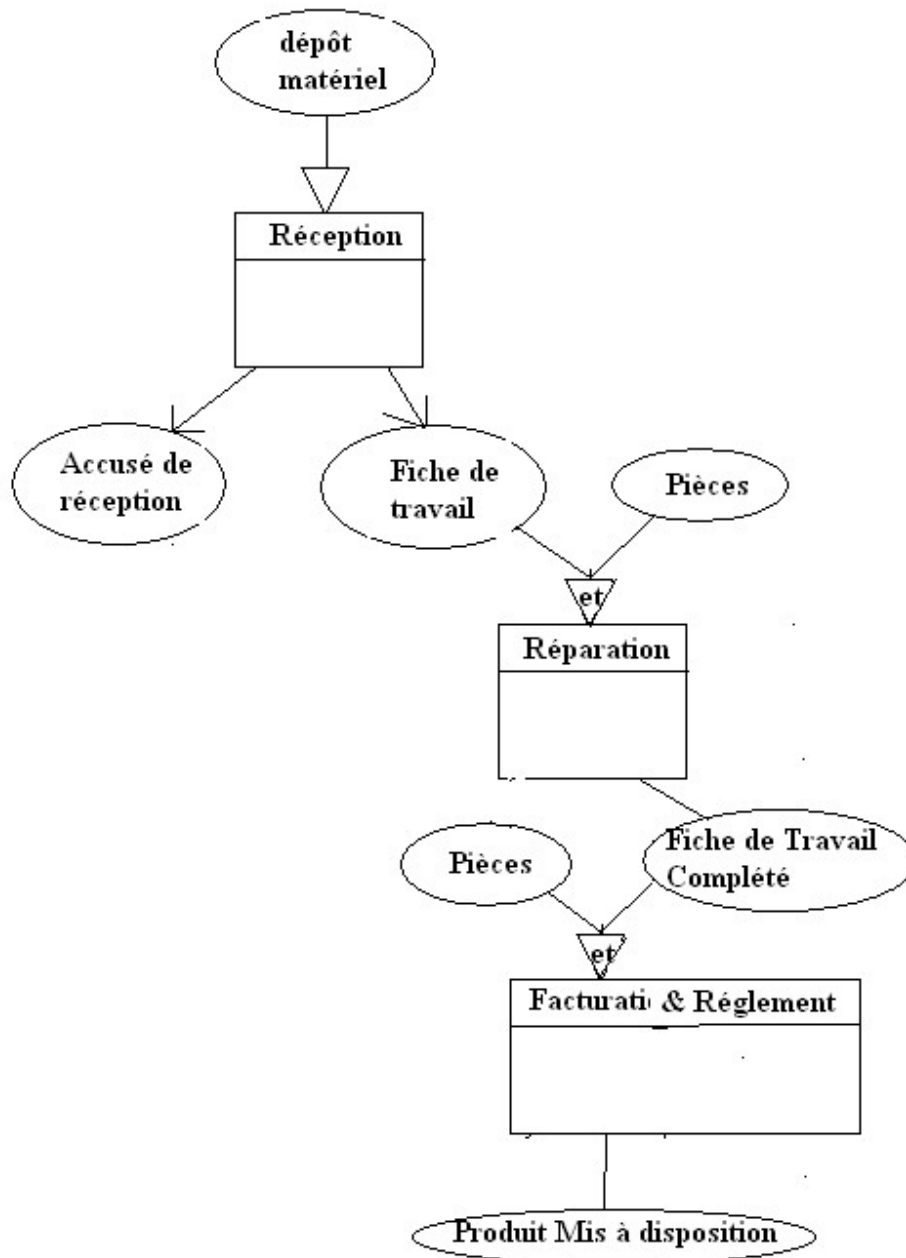 dépôt
matériel
Réception
Accusé de
réception
Fiche de
travail
Pièces
et
Réparation
Pièces
Fiche de Travail
Complété
et
Facturati & Réglement
Produit Mis à disposition